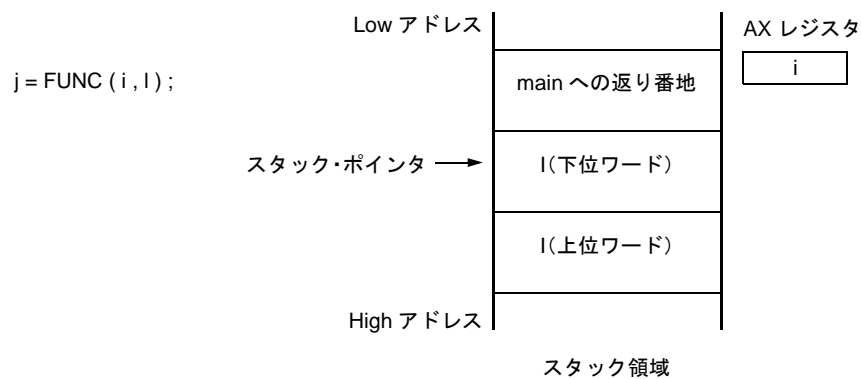 Low アドレス
AX レジスタ
j = FUNC ( i , l ) ;
main への返り番地
i
スタック・ポインタ
l(下位ワード)
l(上位ワード)
High アドレス
スタック領域